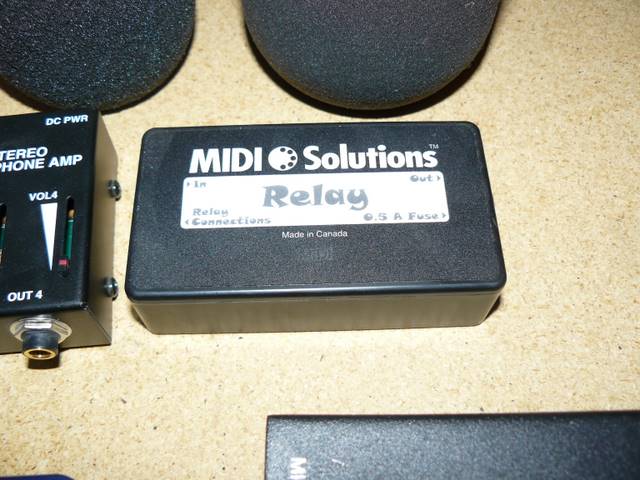 DC PWR
TEREO
PHONE AMP
VOL4
OUT 4
MIDI Solutions™
In
Out
Relay
Relay
Connections
0.5 A Fuse
Made in Canada
MI